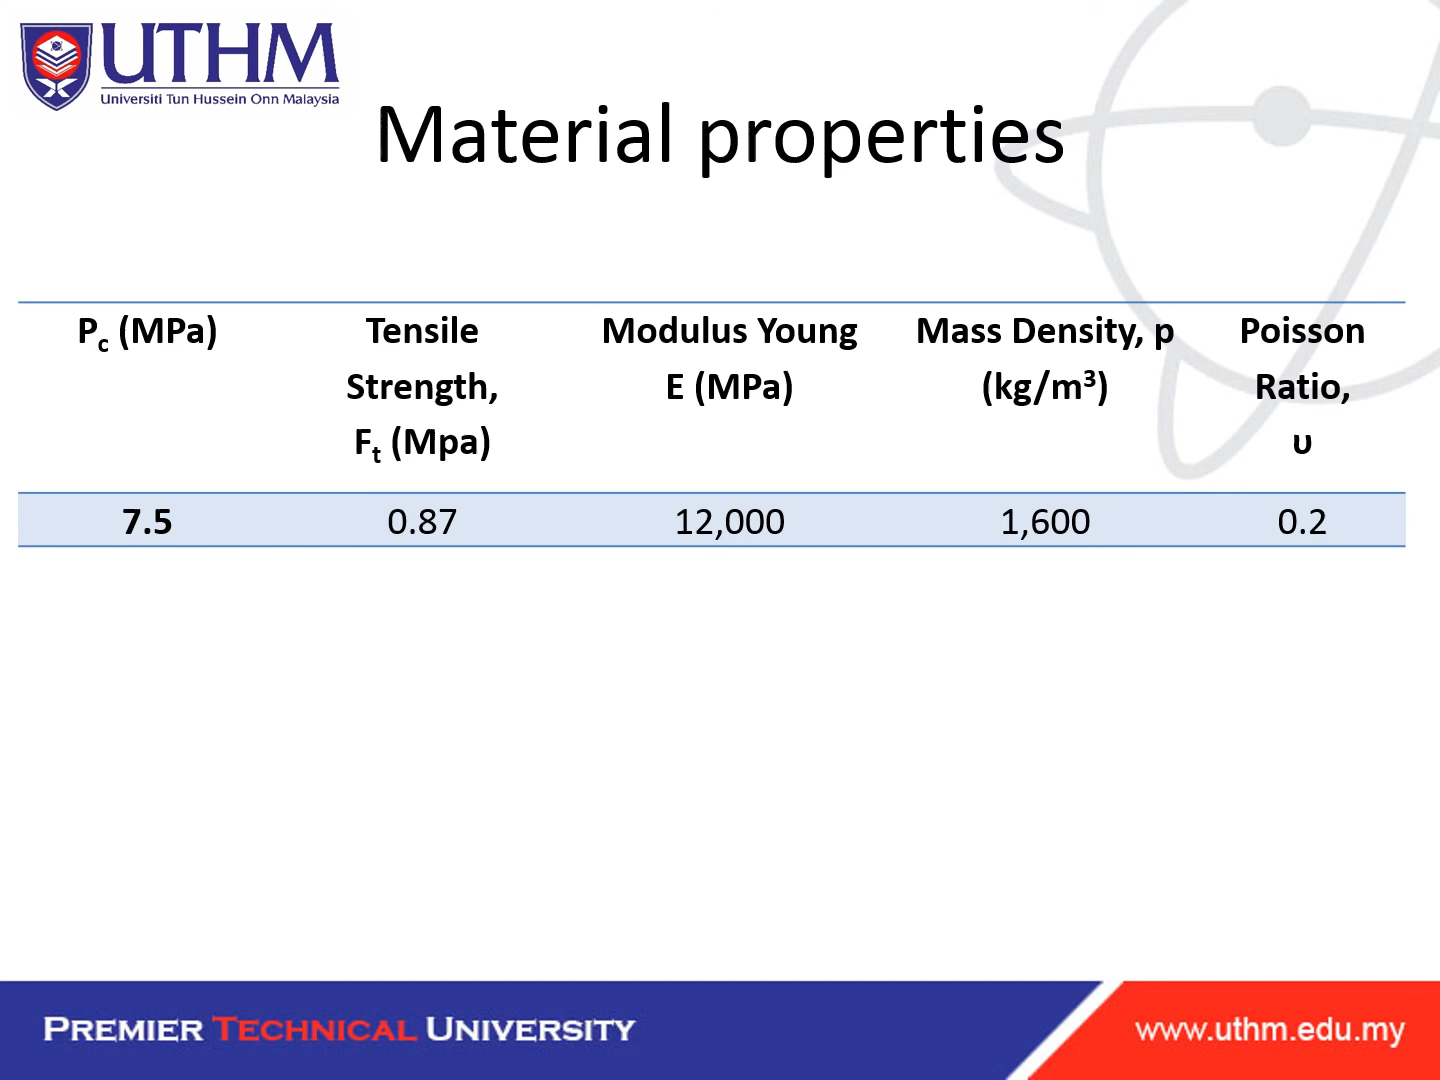 UTHM
Universiti Tun Hussein Onn Malaysia
Material properties
P_c (MPa)
Tensile
Strength,
F_t (Mpa)
Modulus Young
E (MPa)
Mass Density, p
(kg/m³)
Poisson
Ratio,
υ
7.5 0.87 12,000 1,600 0.2
PREMIER TECHNICAL UNIVERSITY
www.uthm.edu.my